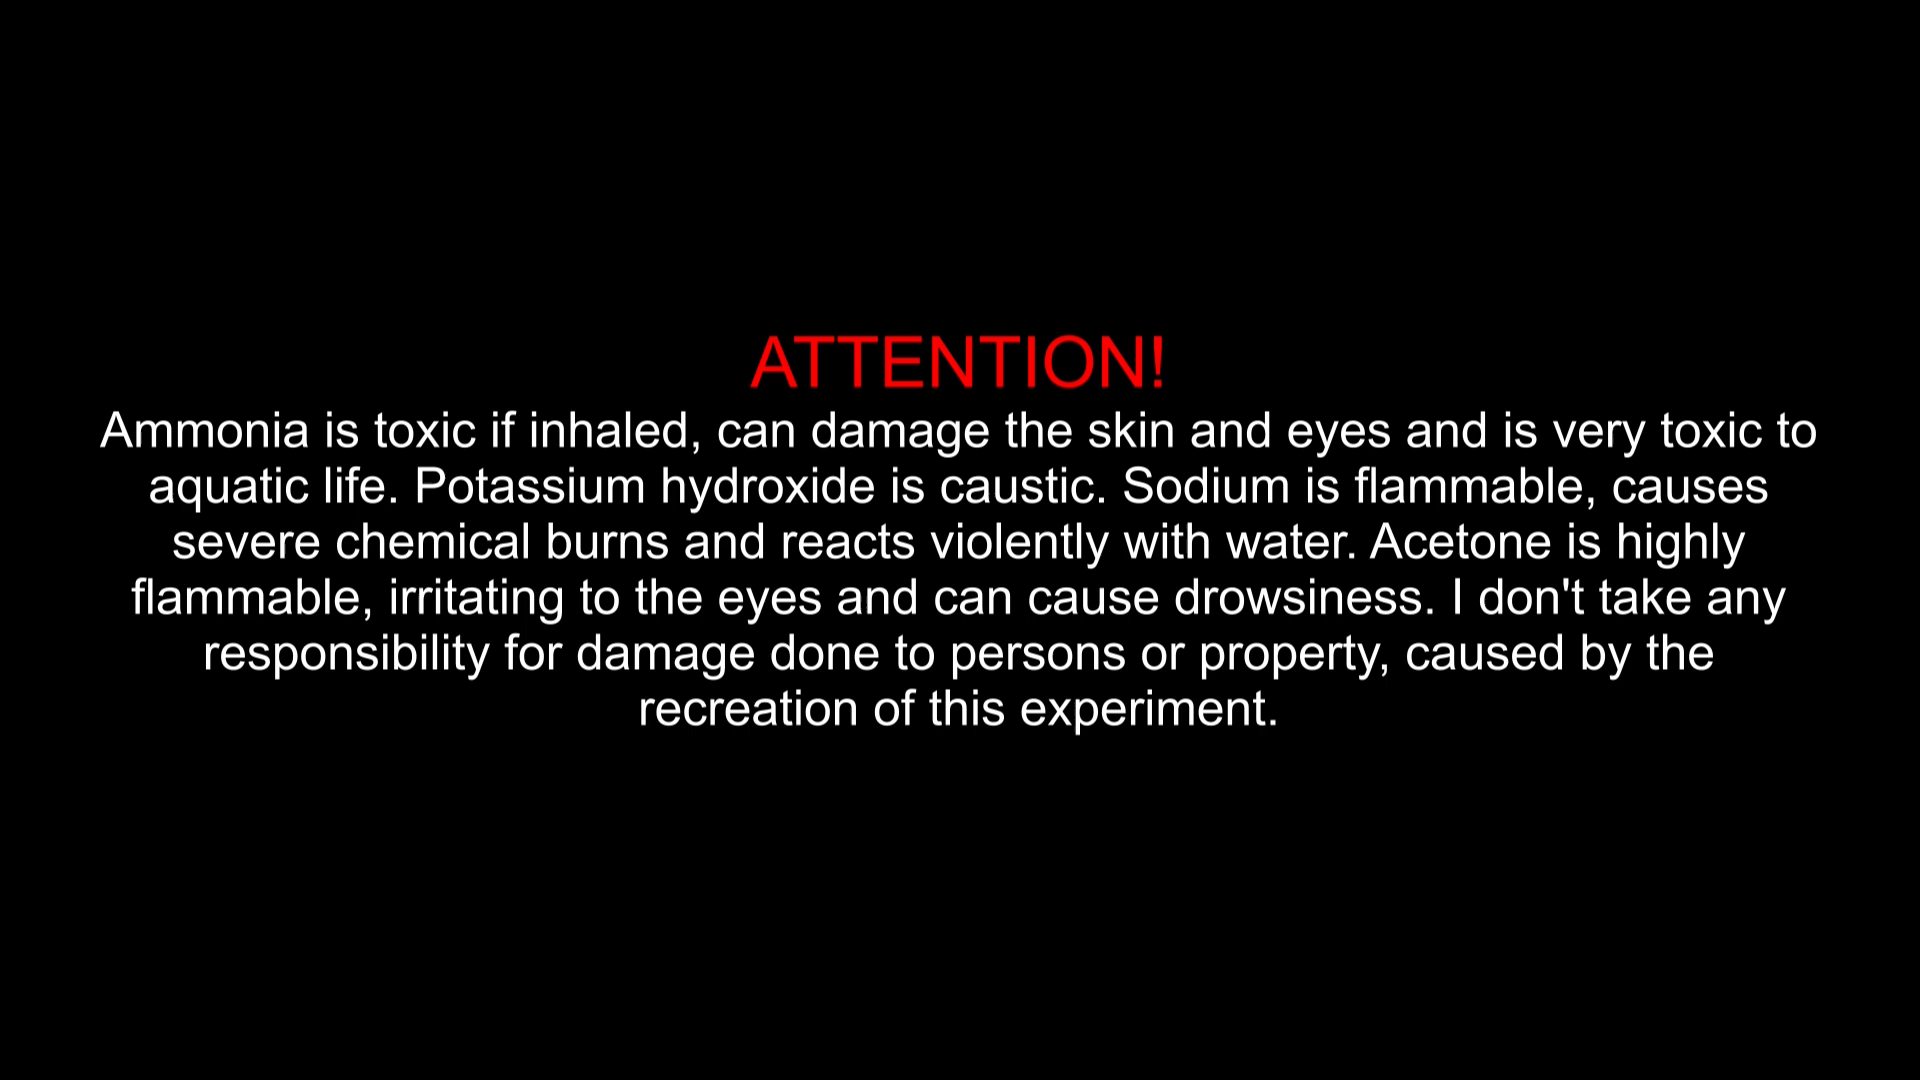 ATTENTION!
Ammonia is toxic if inhaled, can damage the skin and eyes and is very toxic to
aquatic life. Potassium hydroxide is caustic. Sodium is flammable, causes
severe chemical burns and reacts violently with water. Acetone is highly
flammable, irritating to the eyes and can cause drowsiness. I don't take any
responsibility for damage done to persons or property, caused by the
recreation of this experiment.